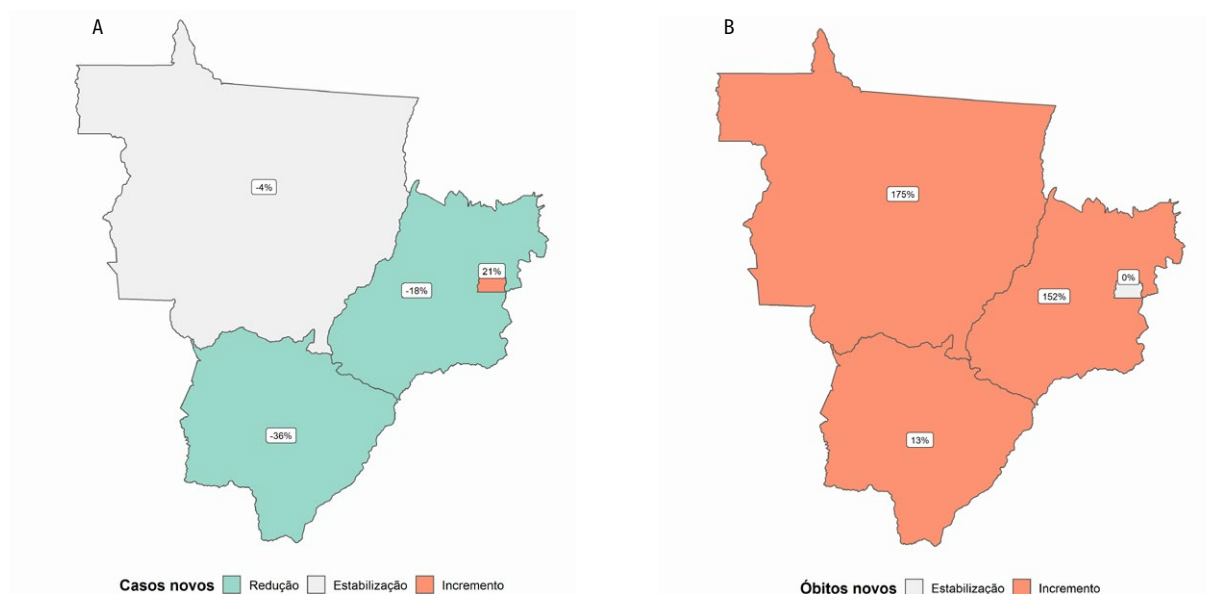 A
-4%
21%
-18%
-36%
Casos novos Redução Estabilização Incremento
B
175%
0%
152%
13%
Óbitos novos Estabilização Incremento